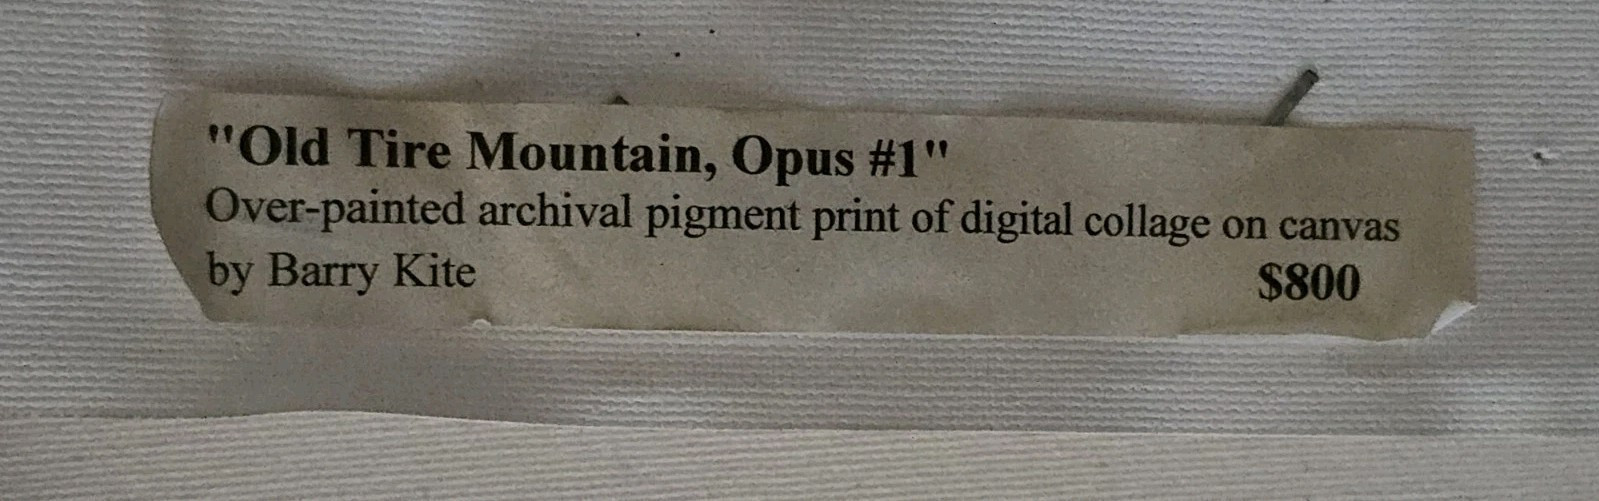 "Old Tire Mountain, Opus #1"
Over-painted archival pigment print of digital collage on canvas
by Barry Kite $800